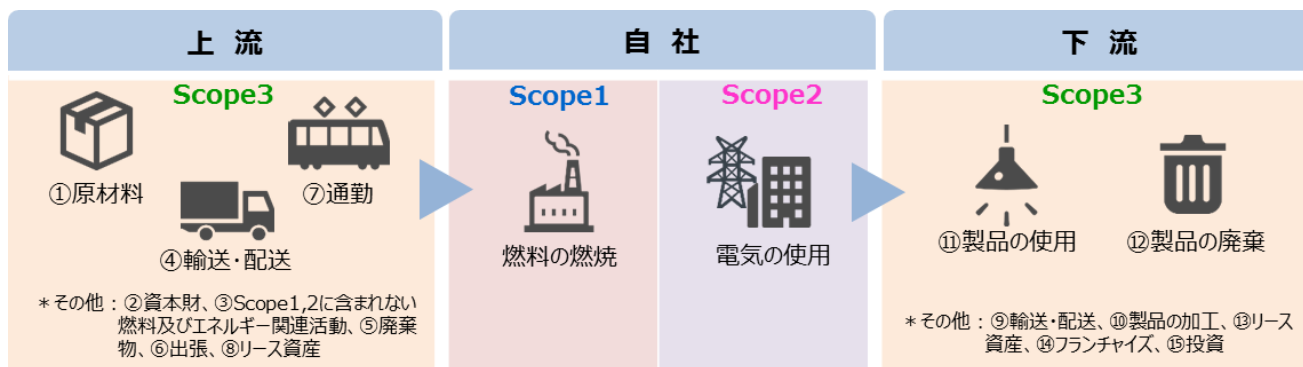 上 流
Scope3
①原材料
⑦通勤
④輸送・配送
＊その他：②資本財、③Scope1,2に含まれない
燃料及びエネルギー関連活動、⑤廃棄
物、⑥出張、⑧リース資産
自 社
Scope1
燃料の燃焼
Scope2
電気の使用
下 流
Scope3
⑪製品の使用
⑫製品の廃棄
＊その他：⑨輸送・配送、⑩製品の加工、⑬リース
資産、⑭フランチャイズ、⑮投資